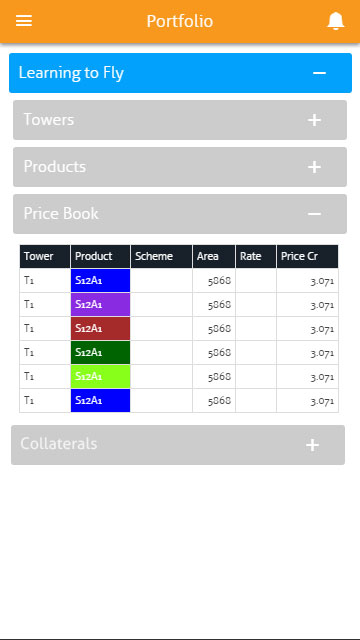 Portfolio
Learning to Fly
Towers
Products
Price Book
Tower Product Scheme Area Rate Price Cr
T1 S12A1 5868 3.071
T1 S12A1 5868 3.071
T1 S12A1 5868 3.071
T1 S12A1 5868 3.071
T1 S12A1 5868 3.071
T1 S12A1 5868 3.071
Collaterals